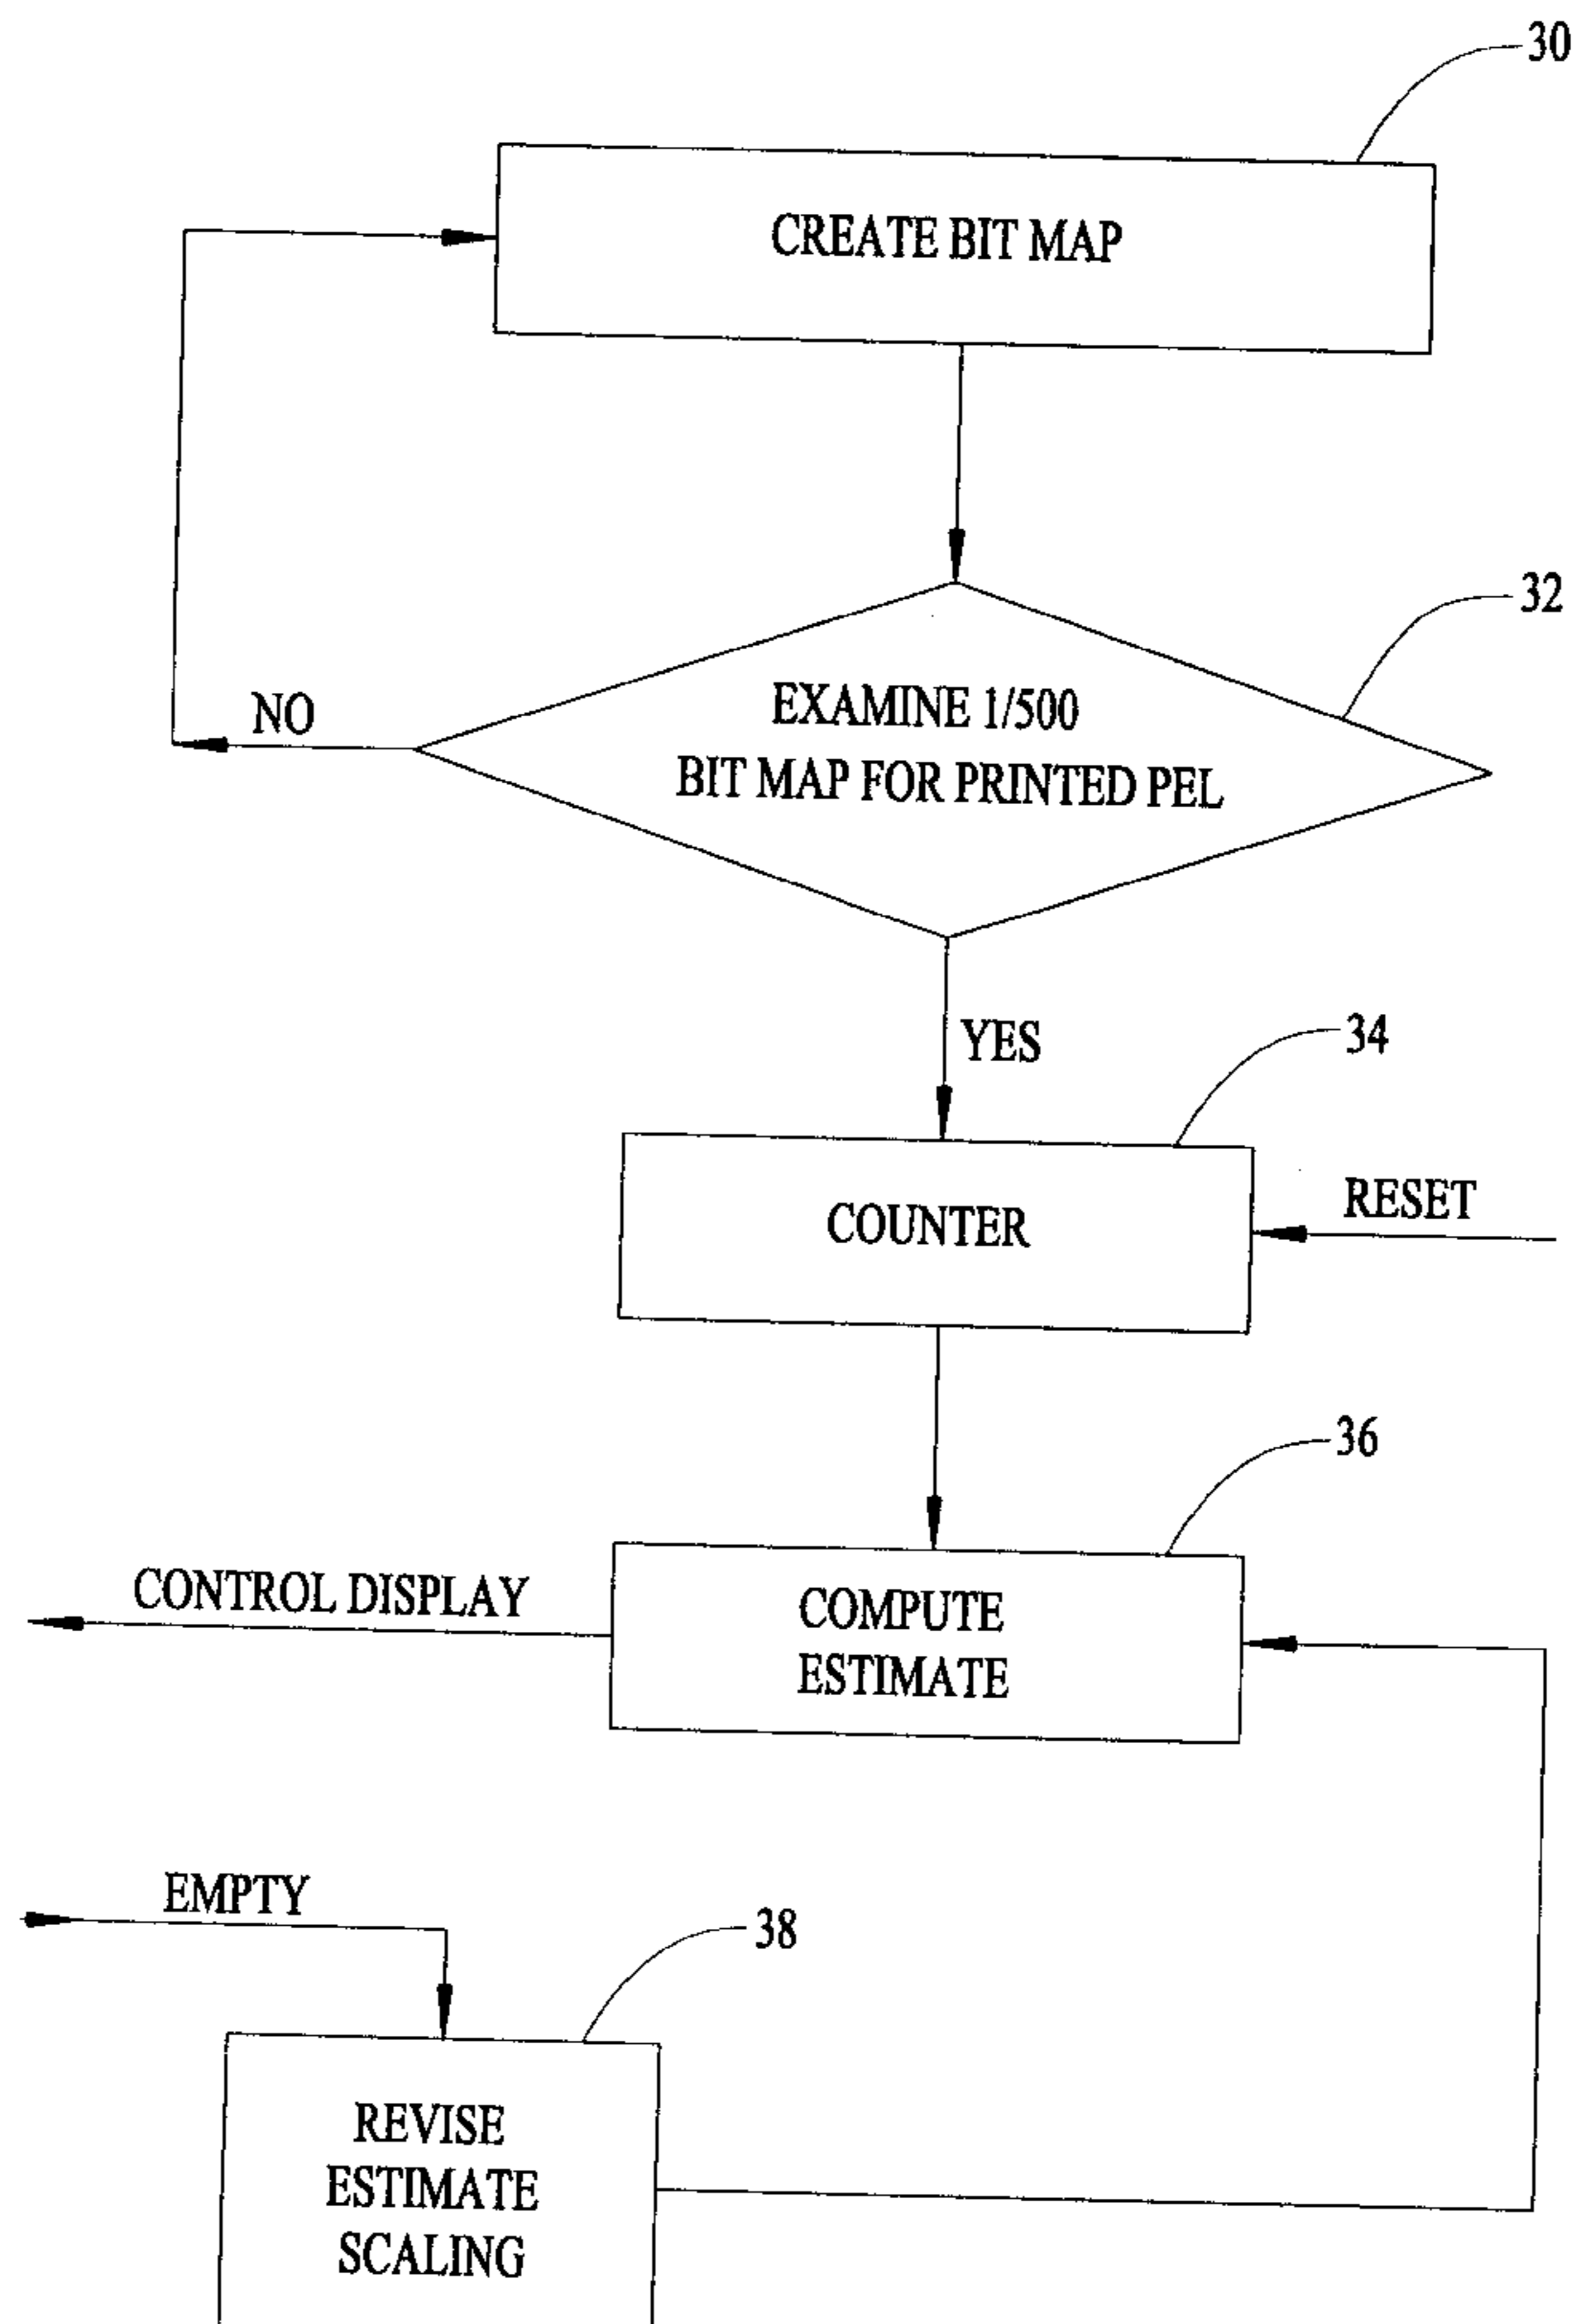 30
CREATE BIT MAP
32
NO
EXAMINE 1/500
BIT MAP FOR PRINTED PEL
YES
34
COUNTER
RESET
36
CONTROL DISPLAY
COMPUTE
ESTIMATE
EMPTY
38
REVISE
ESTIMATE
SCALING